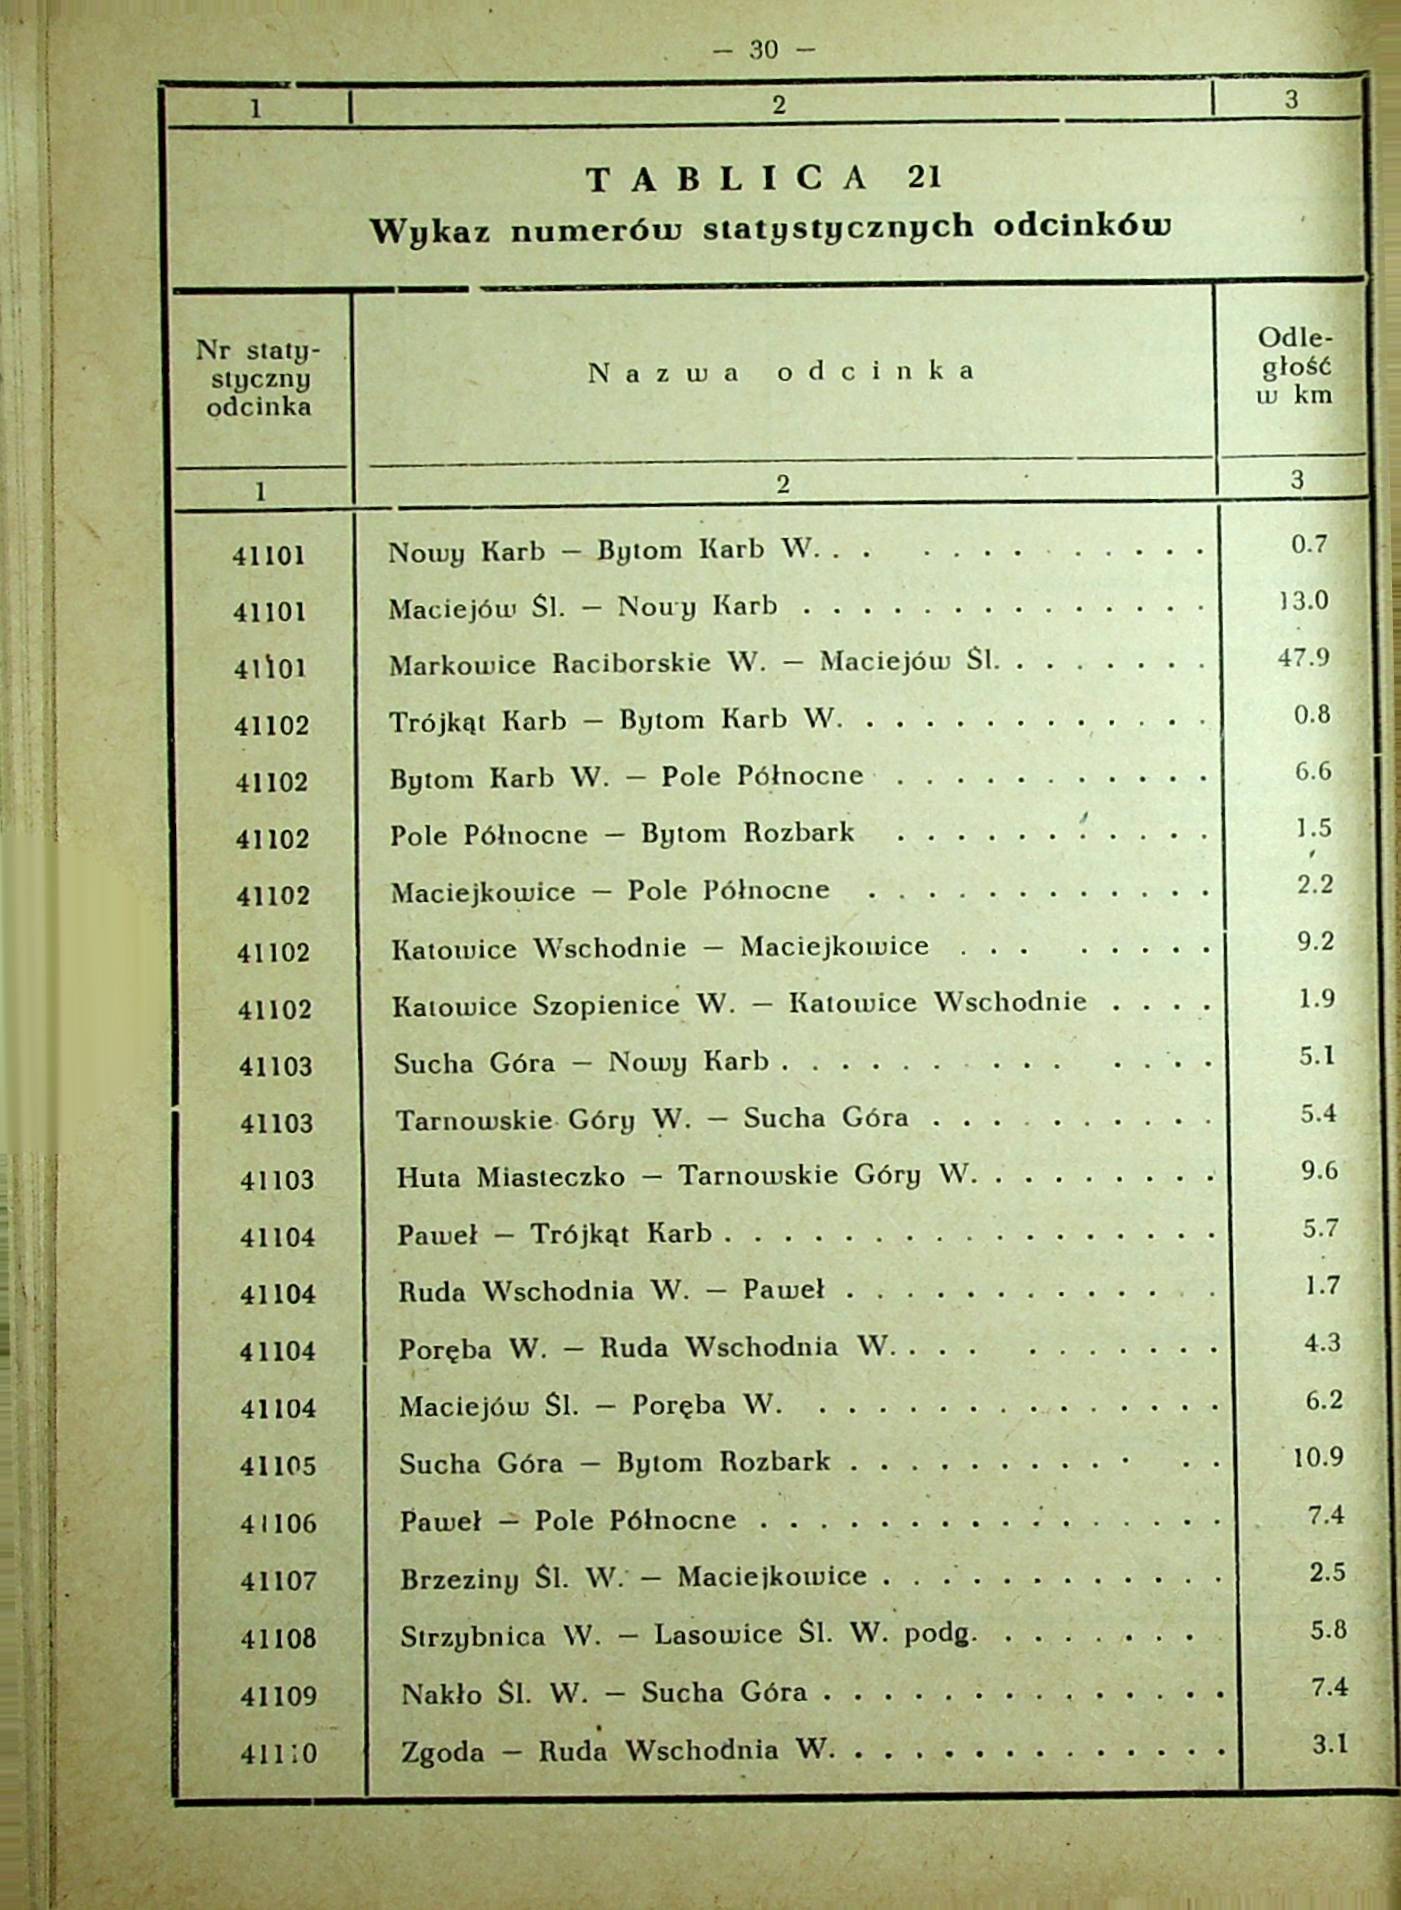 – 30 –
1 2 3
TABLICA 21
Wykaz numerów statystycznych odcinków
Nr staty-
styczny
odcinka
Nazwa odcinka
Odle-
głość
w km
1 2 3
41101 Nowy Karb – Bytom Karb W. . . . . . . . . . . . 0.7
41101 Maciejów Śl. – Nowy Karb . . . . . . . . . . . . . . 13.0
41101 Markowice Raciborskie W. – Maciejów Śl. . . . . . . . 47.9
41102 Trójkąt Karb – Bytom Karb W. . . . . . . . . . . . . 0.8
41102 Bytom Karb W. – Pole Północne . . . . . . . . . . . 6.6
41102 Pole Północne – Bytom Rozbark . . . . . . . . . . . 1.5
41102 Maciejkowice – Pole Północne . . . . . . . . . . . . 2.2
41102 Katowice Wschodnie – Maciejkowice . . . . . . . . 9.2
41102 Katowice Szopienice W. – Katowice Wschodnie . . . . 1.9
41103 Sucha Góra – Nowy Karb . . . . . . . . . . . . . 5.1
41103 Tarnowskie Góry W. – Sucha Góra . . . . . . . . . . 5.4
41103 Huta Miasteczko – Tarnowskie Góry W. . . . . . . . . 9.6
41104 Paweł – Trójkąt Karb . . . . . . . . . . . . . . . . . 5.7
41104 Ruda Wschodnia W. – Paweł . . . . . . . . . . . . . 1.7
41104 Poręba W. – Ruda Wschodnia W. . . . . . . . . . . 4.3
41104 Maciejów Śl. – Poręba W. . . . . . . . . . . . . . . 6.2
41105 Sucha Góra – Bytom Rozbark . . . . . . . . . . . . 10.9
41106 Paweł – Pole Północne . . . . . . . . . . . . . . . . 7.4
41107 Brzeziny Śl. W. – Maciejkowice . . . . . . . . . . . . 2.5
41108 Strzybnica W. – Lasowice Śl. W. podg. . . . . . . . 5.8
41109 Nakło Śl. W. – Sucha Góra . . . . . . . . . . . . . . 7.4
41110 Zgoda – Ruda Wschodnia W. . . . . . . . . . . . . . 3.1